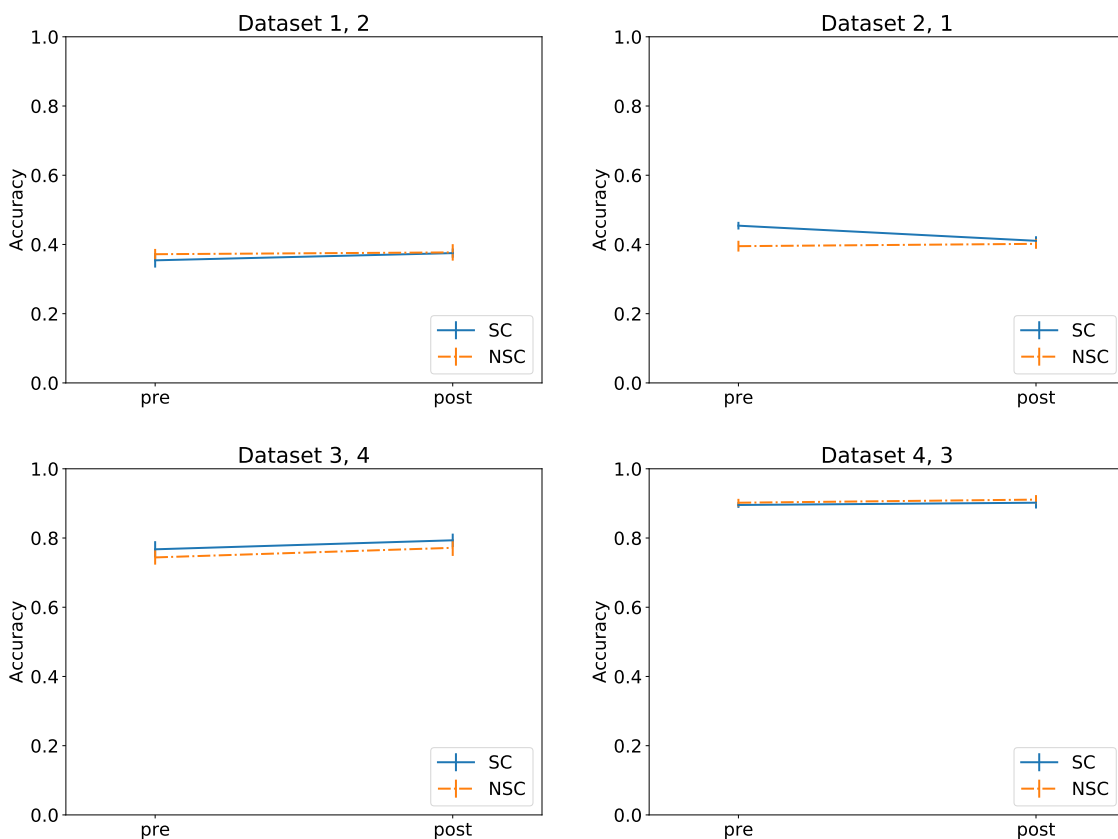 Dataset 1, 2
Accuracy
1.0
0.8
0.6
0.4
0.2
0.0
pre
post
SC
NSC
Dataset 2, 1
Accuracy
1.0
0.8
0.6
0.4
0.2
0.0
pre
post
SC
NSC
Dataset 3, 4
Accuracy
1.0
0.8
0.6
0.4
0.2
0.0
pre
post
SC
NSC
Dataset 4, 3
Accuracy
1.0
0.8
0.6
0.4
0.2
0.0
pre
post
SC
NSC